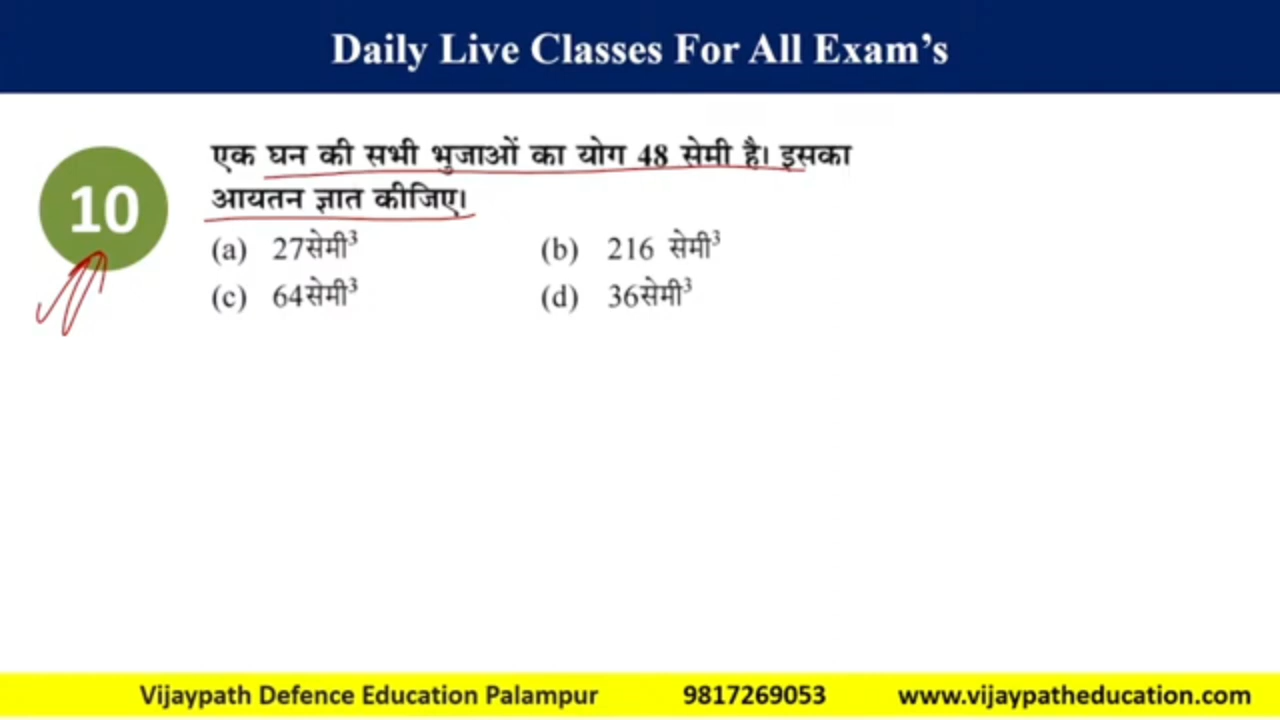 Daily Live Classes For All Exam’s
10
एक घन की सभी भुजाओं का योग 48 सेमी है। इसका
आयतन ज्ञात कीजिए।
(a) 27सेमी³ (b) 216 सेमी³
(c) 64सेमी³ (d) 36सेमी³
Vijaypath Defence Education Palampur 9817269053 www.vijaypatheducation.com